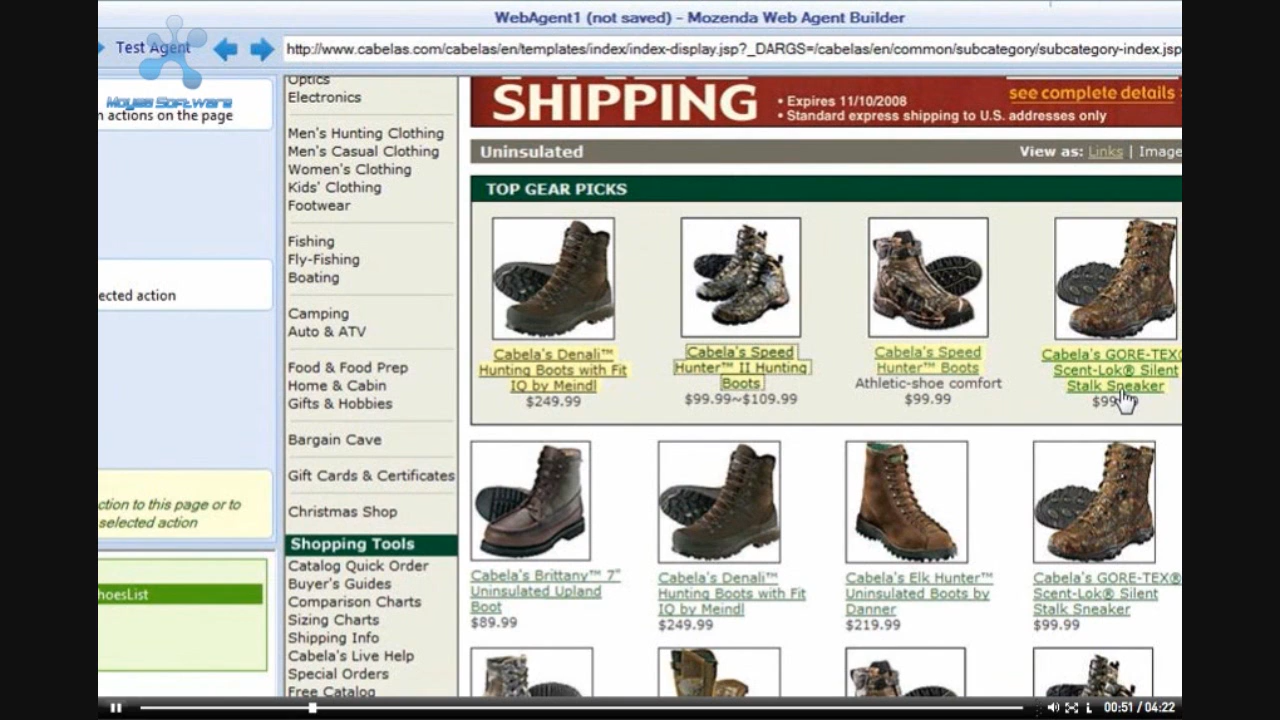 WebAgent1 (not saved) - Mozenda Web Agent Builder
Test Agent
http://www.cabelas.com/cabelas/en/templates/index/index-display.jsp?_DARGS=/cabelas/en/common/subcategory/subcategory-index.jsp
Moyea Software
n actions on the page
ected action
ction to this page or to
selected action
hoesList
Optics
Electronics
Men's Hunting Clothing
Men's Casual Clothing
Women's Clothing
Kids' Clothing
Footwear
Fishing
Fly-Fishing
Boating
Camping
Auto & ATV
Food & Food Prep
Home & Cabin
Gifts & Hobbies
Bargain Cave
Gift Cards & Certificates
Christmas Shop
Shopping Tools
Catalog Quick Order
Buyer's Guides
Comparison Charts
Sizing Charts
Shipping Info
Cabela's Live Help
Special Orders
Free Catalog
SHIPPING
see complete details
• Expires 11/10/2008
• Standard express shipping to U.S. addresses only
Uninsulated
View as: Links | Image
TOP GEAR PICKS
Cabela's Denali™
Hunting Boots with Fit
IQ by Meindl
$249.99
Cabela's Speed
Hunter™ II Hunting
Boots
$99.99~$109.99
Cabela's Speed
Hunter™ Boots
Athletic-shoe comfort
$99.99
Cabela's GORE-TEX®
Scent-Lok® Silent
Stalk Sneaker
Cabela's Brittany™ 7"
Uninsulated Upland
Boot
$89.99
Cabela's Denali™
Hunting Boots with Fit
IQ by Meindl
$249.99
Cabela's Elk Hunter™
Uninsulated Boots by
Danner
$219.99
Cabela's GORE-TEX®
Scent-Lok® Silent
Stalk Sneaker
$99.99
00:51 / 04:22